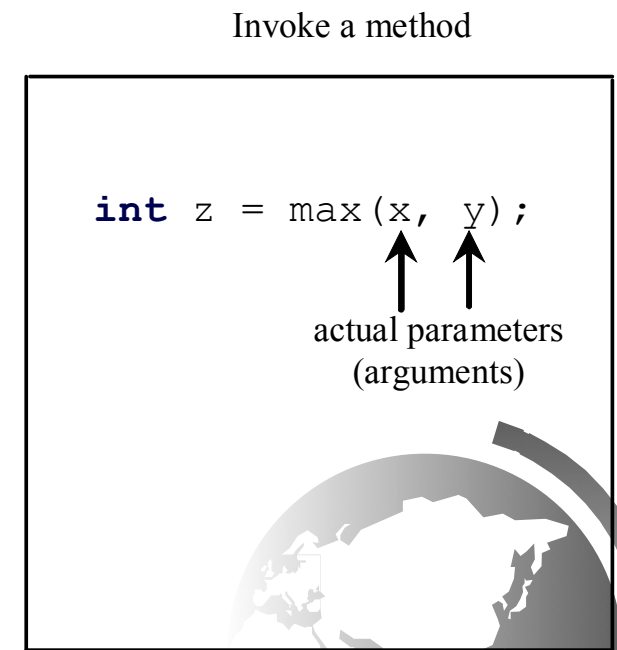 Invoke a method
int z = max(x, y);
actual parameters
(arguments)